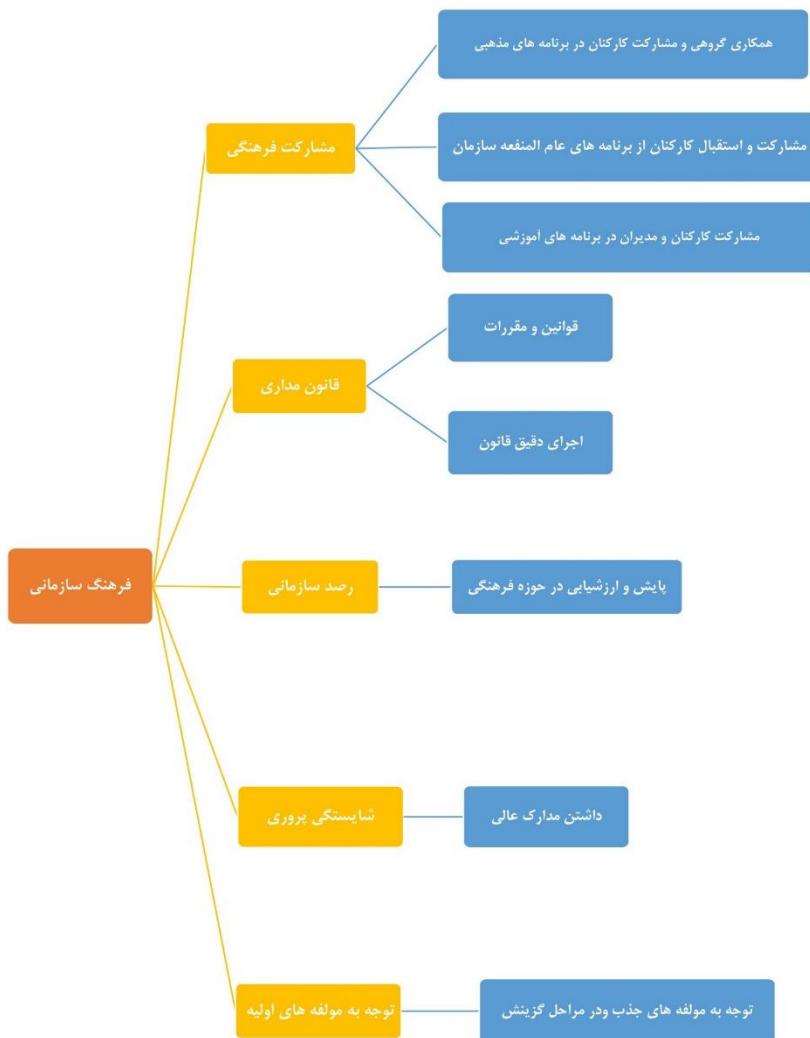 همکاری گروهی و مشارکت کارکنان در برنامه های مذهبی
مشارکت فرهنگی
مشارکت و استقبال کارکنان از برنامه های عام المنفعه سازمان
مشارکت کارکنان و مدیران در برنامه های آموزشی
قوانین و مقررات
قانون مداری
اجرای دقیق قانون
فرهنگ سازمانی
رصد سازمانی
پایش و ارزشیابی در حوزه فرهنگی
شایستگی پروری
داشتن مدارک عالی
توجه به مولفه های اولیه
توجه به مولفه های جذب ودر مراحل گزینش